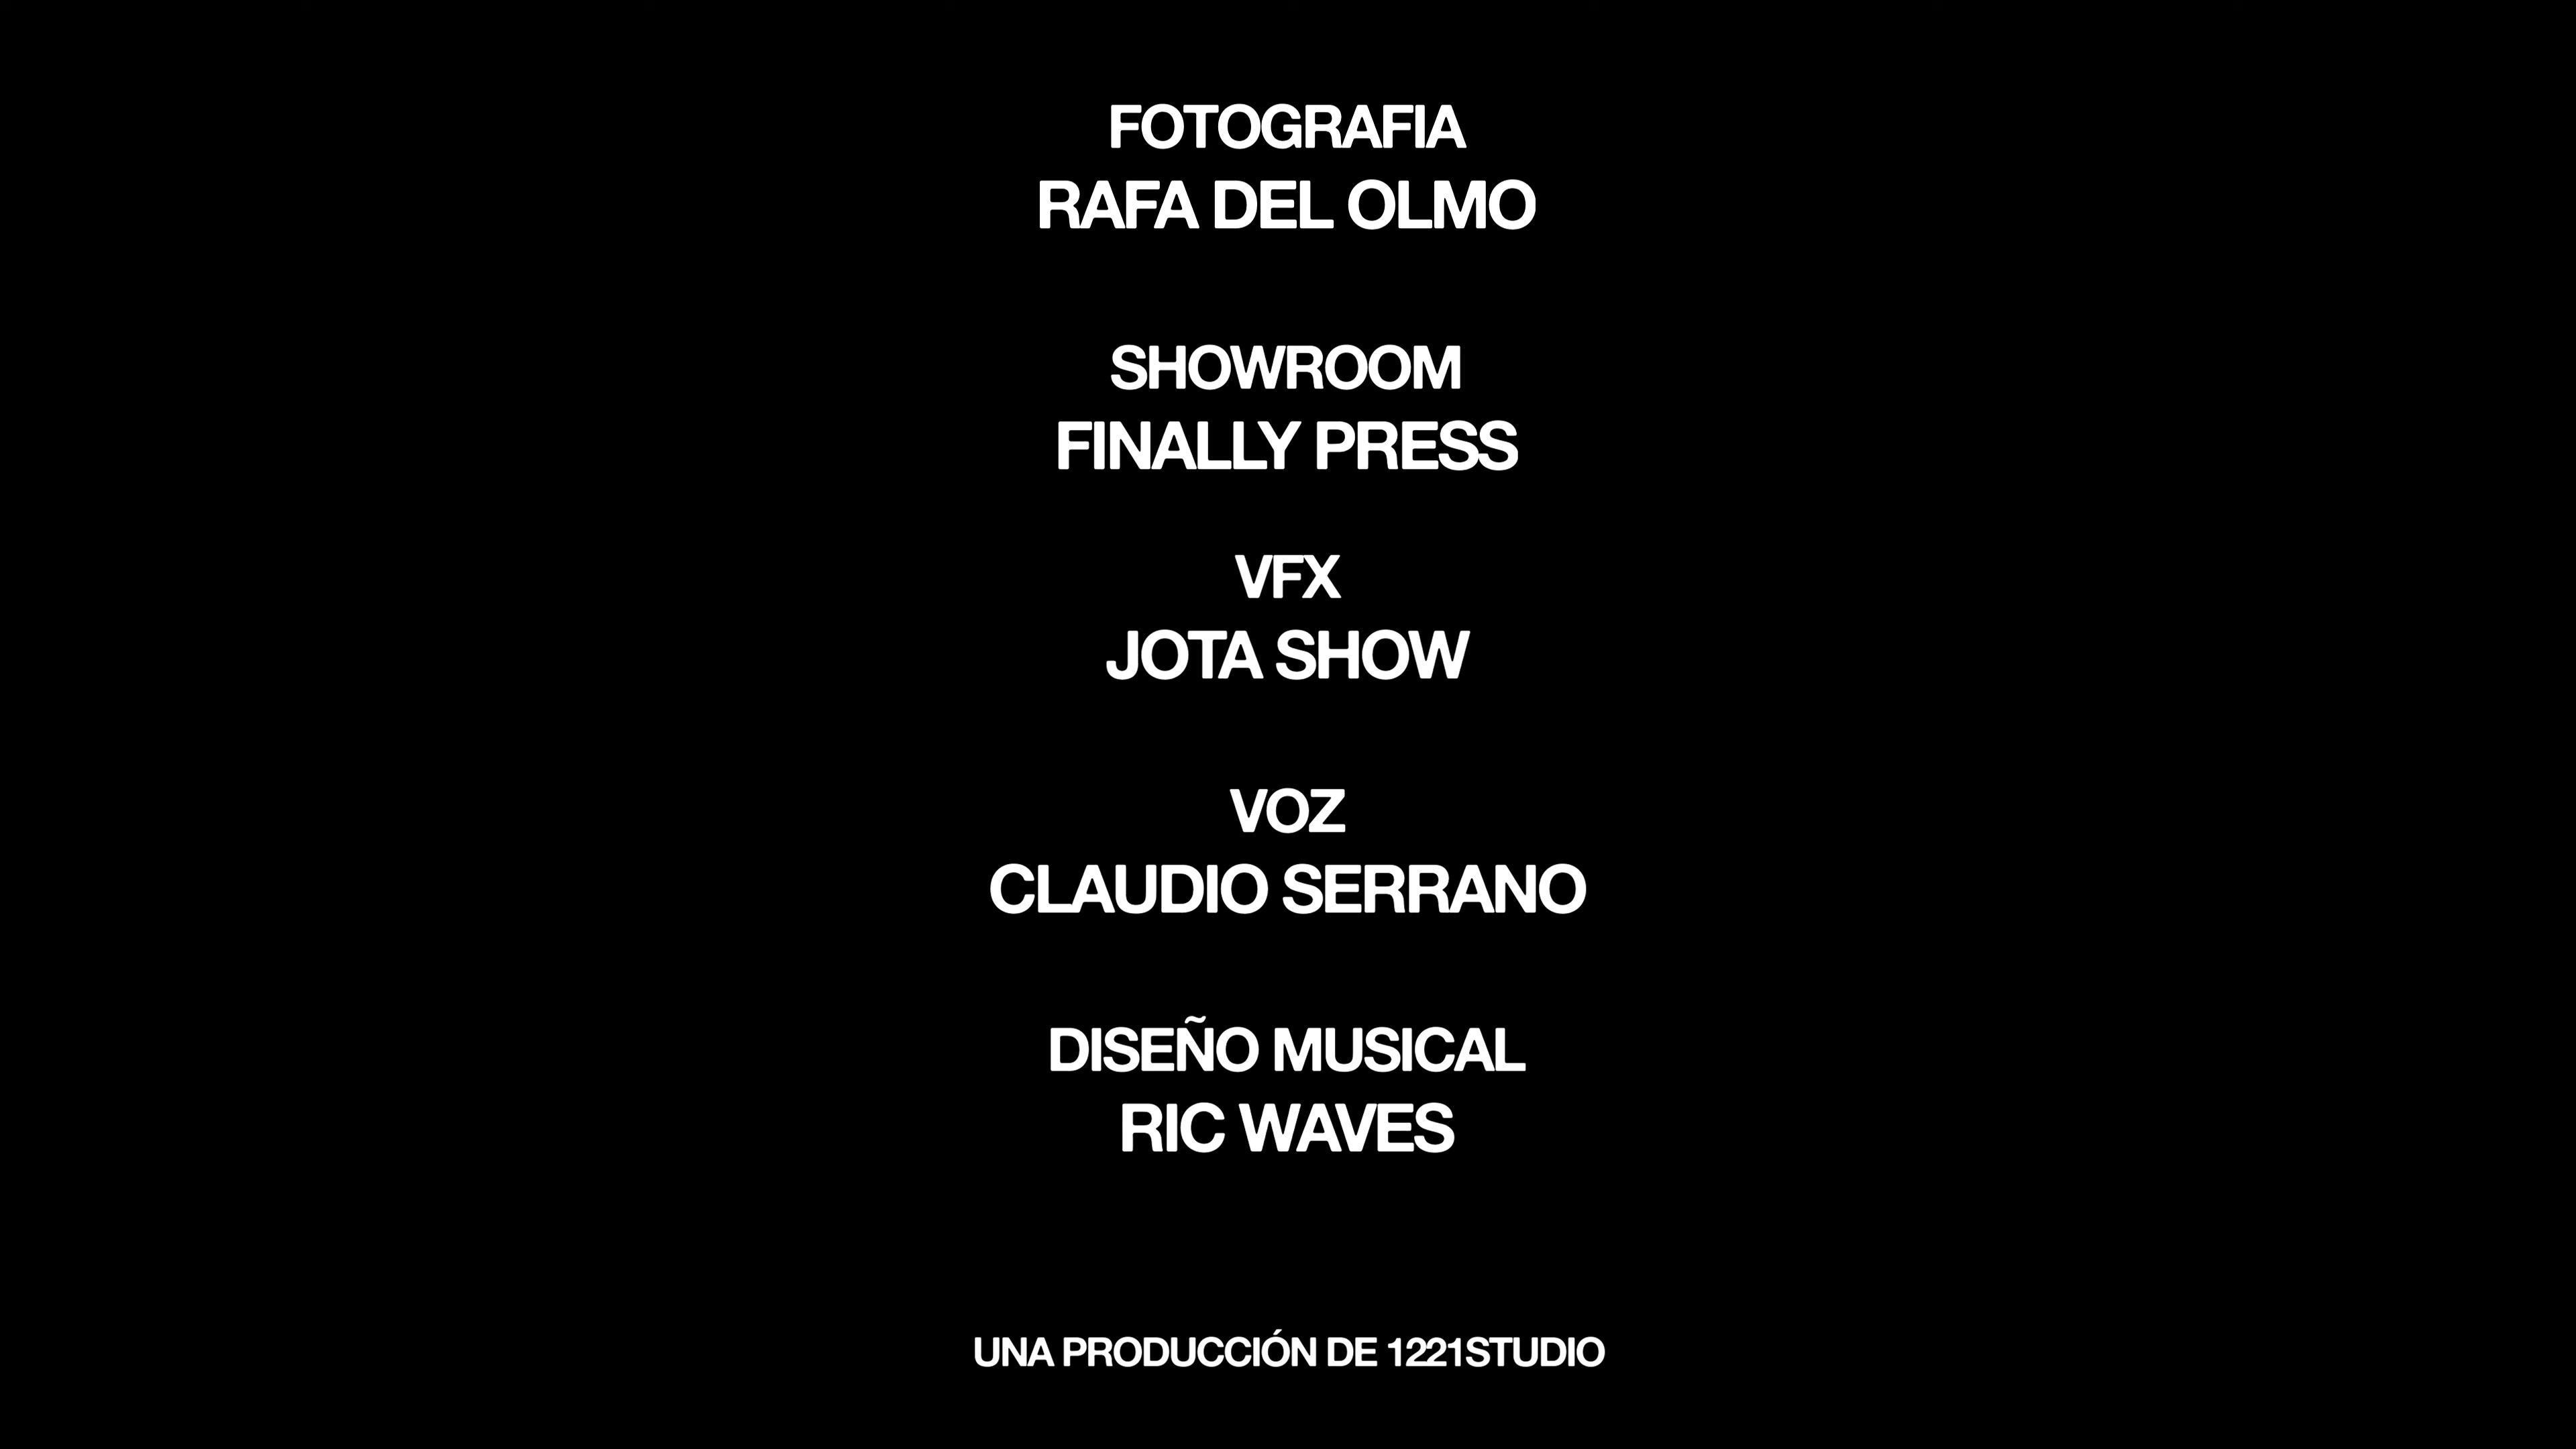 FOTOGRAFIA
RAFA DEL OLMO
SHOWROOM
FINALLY PRESS
VFX
JOTA SHOW
VOZ
CLAUDIO SERRANO
DISEÑO MUSICAL
RIC WAVES
UNA PRODUCCIÓN DE 1221STUDIO